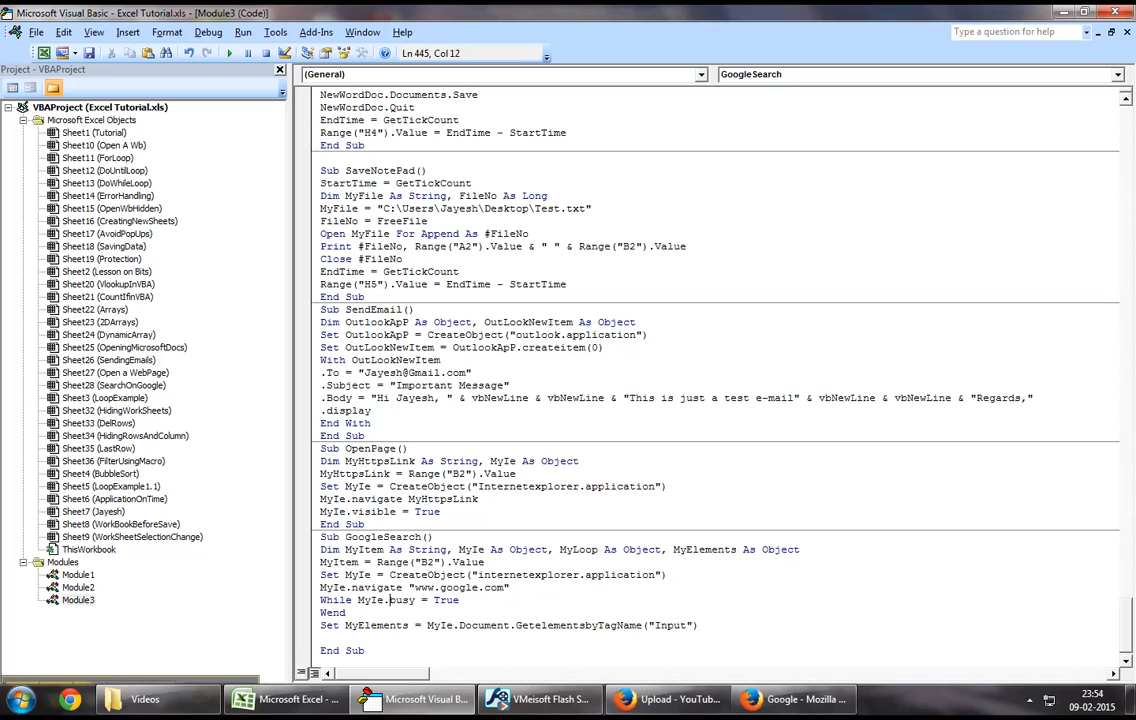 Microsoft Visual Basic - Excel Tutorial.xls - [Module3 (Code)]
File Edit View Insert Format Debug Run Tools Add-Ins Window Help
Type a question for help
Ln 445, Col 12
Project - VBAProject
(General)
GoogleSearch
VBAProject (Excel Tutorial.xls)
Microsoft Excel Objects
Sheet1 (Tutorial)
Sheet10 (Open A Wb)
Sheet11 (ForLoop)
Sheet12 (DoUntilLoop)
Sheet13 (DoWhileLoop)
Sheet14 (ErrorHandling)
Sheet15 (OpenWbHidden)
Sheet16 (CreatingNewSheets)
Sheet17 (AvoidPopUps)
Sheet18 (SavingData)
Sheet19 (Protection)
Sheet2 (Lesson on Bits)
Sheet20 (VlookupinVBA)
Sheet21 (CountIfinVBA)
Sheet22 (Arrays)
Sheet23 (2DArrays)
Sheet24 (DynamicArray)
Sheet25 (OpeningMicrosoftDocs)
Sheet26 (SendingEmails)
Sheet27 (Open a WebPage)
Sheet28 (SearchOnGoogle)
Sheet3 (LoopExample)
Sheet32 (HidingWorkSheets)
Sheet33 (DelRows)
Sheet34 (HidingRowsAndColumn)
Sheet35 (LastRow)
Sheet36 (FilterUsingMacro)
Sheet4 (BubbleSort)
Sheet5 (LoopExample1.1)
Sheet6 (ApplicationOnTime)
Sheet7 (Jayesh)
Sheet8 (WorkBookBeforeSave)
Sheet9 (WorkSheetSelectionChange)
ThisWorkbook
Modules
Module1
Module2
Module3
NewWordDoc.Documents.Save
NewWordDoc.Quit
EndTime = GetTickCount
Range("H4").Value = EndTime - StartTime
End Sub
Sub SaveNotePad()
StartTime = GetTickCount
Dim MyFile As String, FileNo As Long
MyFile = "C:\Users\Jayesh\Desktop\Test.txt"
FileNo = FreeFile
Open MyFile For Append As #FileNo
Print #FileNo, Range("A2").Value & " " & Range("B2").Value
Close #FileNo
EndTime = GetTickCount
Range("H5").Value = EndTime - StartTime
End Sub
Sub SendEmail()
Dim OutlookApP As Object, OutLookNewItem As Object
Set OutlookApP = CreateObject("outlook.application")
Set OutLookNewItem = OutlookApP.createitem(0)
With OutLookNewItem
.To = "Jayesh@Gmail.com"
.Subject = "Important Message"
.Body = "Hi Jayesh, " & vbNewLine & vbNewLine & "This is just a test e-mail" & vbNewLine & vbNewLine & "Regards,"
.display
End With
End Sub
Sub OpenPage()
Dim MyHttpsLink As String, MyIe As Object
MyHttpsLink = Range("B2").Value
Set MyIe = CreateObject("Internetexplorer.application")
MyIe.navigate MyHttpsLink
MyIe.visible = True
End Sub
Sub GoogleSearch()
Dim MyItem As String, MyIe As Object, MyLoop As Object, MyElements As Object
MyItem = Range("B2").Value
Set MyIe = CreateObject("internetexplorer.application")
MyIe.navigate "www.google.com"
While MyIe.busy = True
Wend
Set MyElements = MyIe.Document.GetelementsbyTagName("Input")
End Sub
Videos
Microsoft Excel - ...
Microsoft Visual B...
VMeisoft Flash S...
Upload - YouTub...
Google - Mozilla ...
23:54
09-02-2015